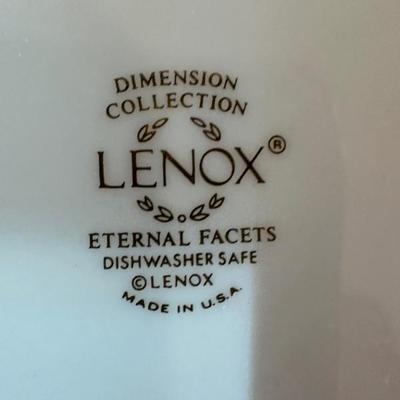 DIMENSION
COLLECTION
LENOX®
ETERNAL FACETS
DISHWASHER SAFE
©LENOX
MADE IN U.S.A.